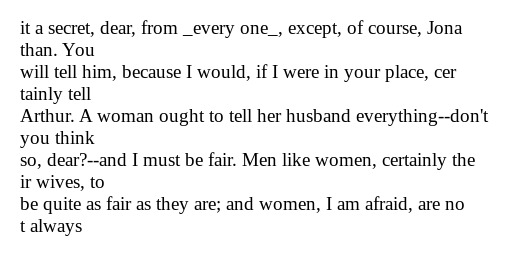 it a secret, dear, from _every one_, except, of course, Jona
than. You
will tell him, because I would, if I were in your place, cer
tainly tell
Arthur. A woman ought to tell her husband everything--don't
you think
so, dear?--and I must be fair. Men like women, certainly the
ir wives, to
be quite as fair as they are; and women, I am afraid, are no
t always